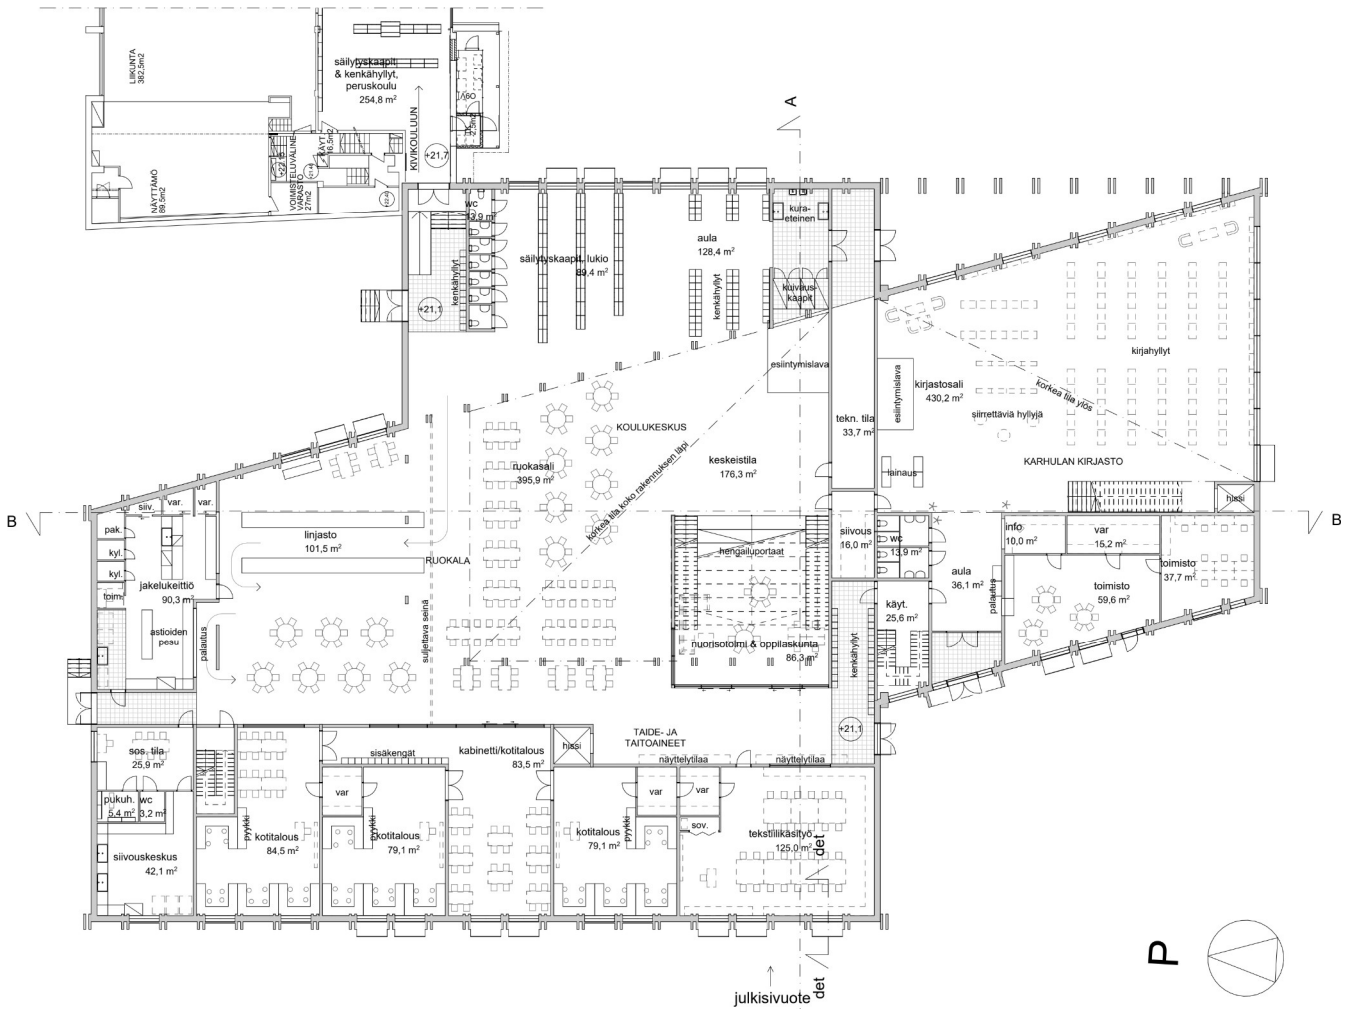 LIIKUNTA
382,5m2
säilytyskaapit
& kenkähyllyt,
peruskoulu
254,8 m²
KIVIKOULUUN
+21,7
NÄYTTÄMÖ
89,5m2
VOIMISTELUVÄLINE-
VARASTO
27m2
KÄYT
16,5m2
A
wc
13,9 m²
säilytyskaapit, lukio
89,4 m²
aula
128,4 m²
kura-
eteinen
kuivaus-
kaapit
kenkähyllyt
kenkähyllyt
+21,1
esiintymislava
esiintymislava
tekn. tila
33,7 m²
kirjastosali
430,2 m²
kirjahyllyt
korkea tila ylös
siirrettäviä hyllyjä
KARHULAN KIRJASTO
lainaus
hissi
KOULUKESKUS
ruokasali
395,9 m²
keskeistila
176,3 m²
korkea tila koko rakennuksen läpi
B
B
siiv.
var.
var.
pak.
kyl.
kyl.
toim.
jakelukeittiö
90,3 m²
astioiden
pesu
palautus
linjasto
101,5 m²
RUOKALA
suljettava seinä
hengailuportaat
nuorisotoimi & oppilaskunta
86,3 m²
siivous
16,0 m²
wc
13,9 m²
aula
36,1 m²
palautus
info
10,0 m²
var
15,2 m²
toimisto
37,7 m²
toimisto
59,6 m²
käyt.
25,6 m²
kenkähyllyt
+21,1
TAIDE- JA
TAITOAINEET
näyttelytilaa
näyttelytilaa
hissi
sos. tila
25,9 m²
pukuh.
5,4 m²
wc
3,2 m²
siivouskeskus
42,1 m²
sisäkengät
kabinetti/kotitalous
83,5 m²
var
var
var
sov.
pyykki
kotitalous
84,5 m²
pyykki
kotitalous
79,1 m²
kotitalous
79,1 m²
pyykki
tekstiilikäsityö
125,0 m²
det
det
julkisivuote
P